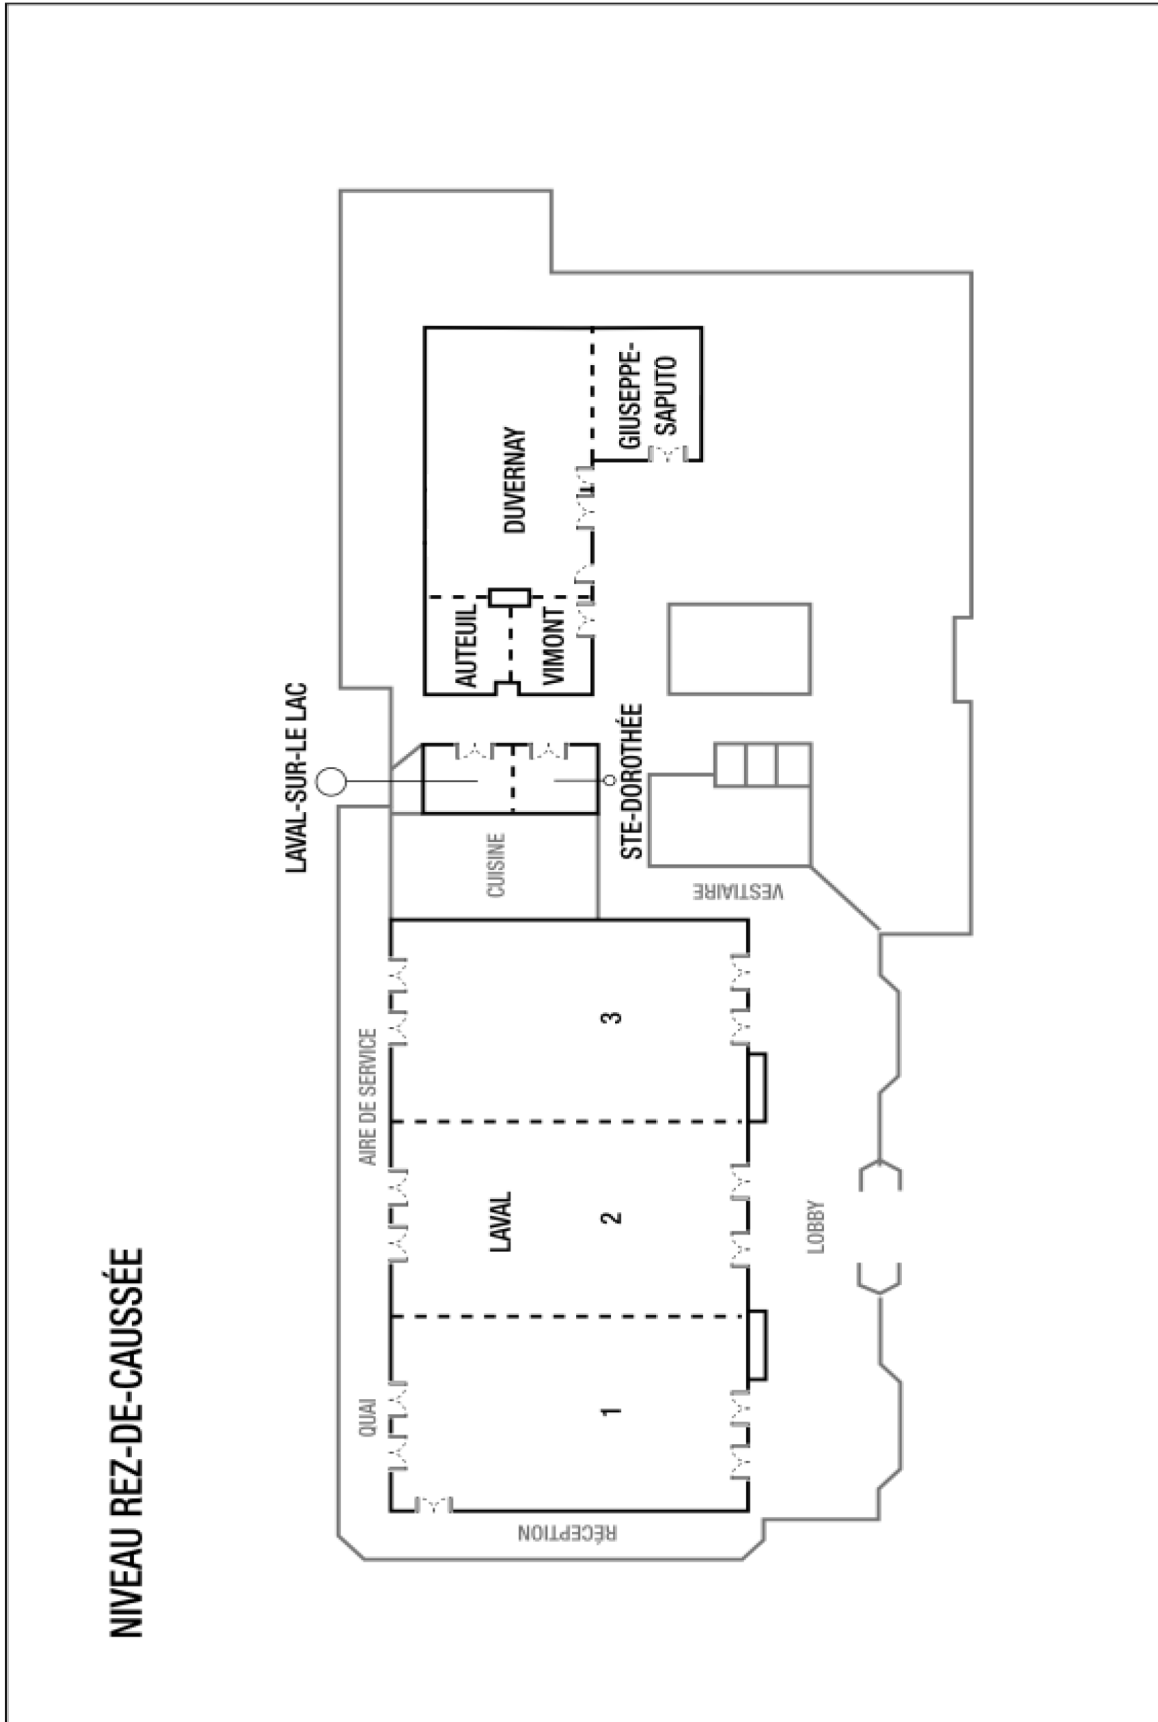 NIVEAU REZ-DE-CAUSSÉE
QUAI
AIRE DE SERVICE
LAVAL-SUR-LE LAC
RÉCEPTION
1
LAVAL
2
3
CUISINE
AUTEUIL
VIMONT
DUVERNAY
STE-DOROTHÉE
GIUSEPPE-
SAPUTO
VESTIAIRE
LOBBY